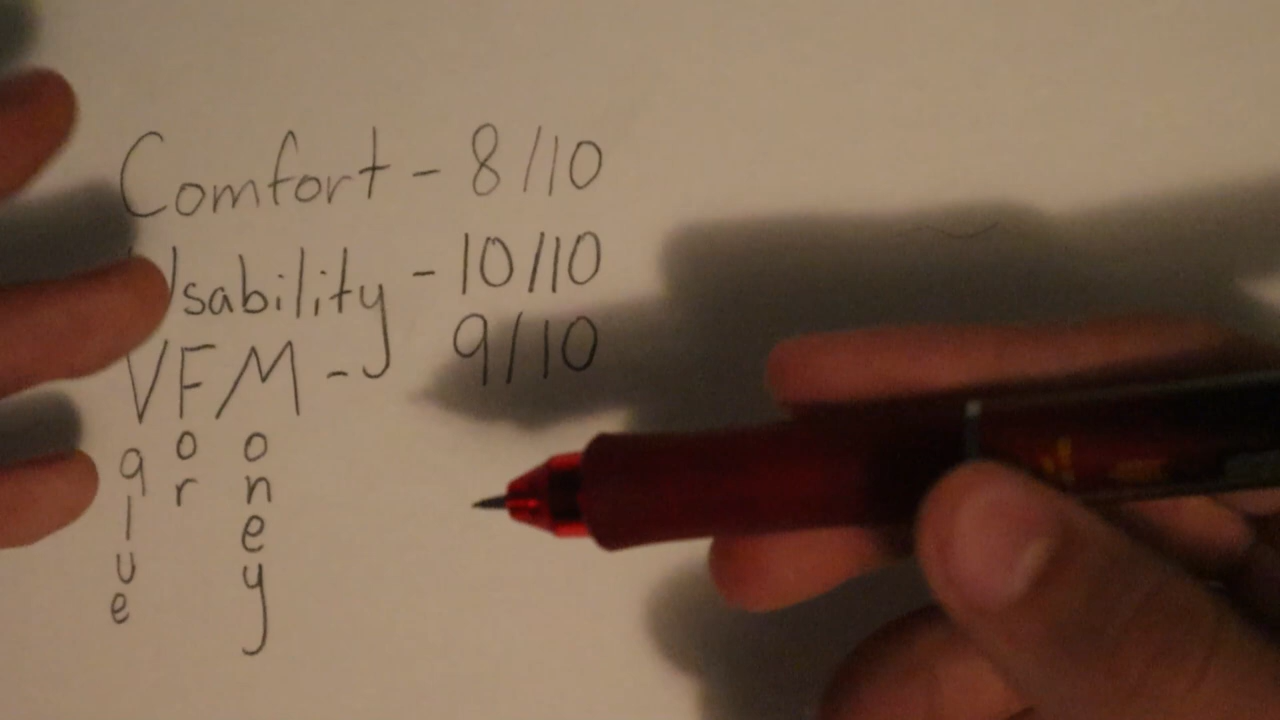 Comfort - 8/10
Usability - 10/10
VFM - 9/10
alue
or
oney